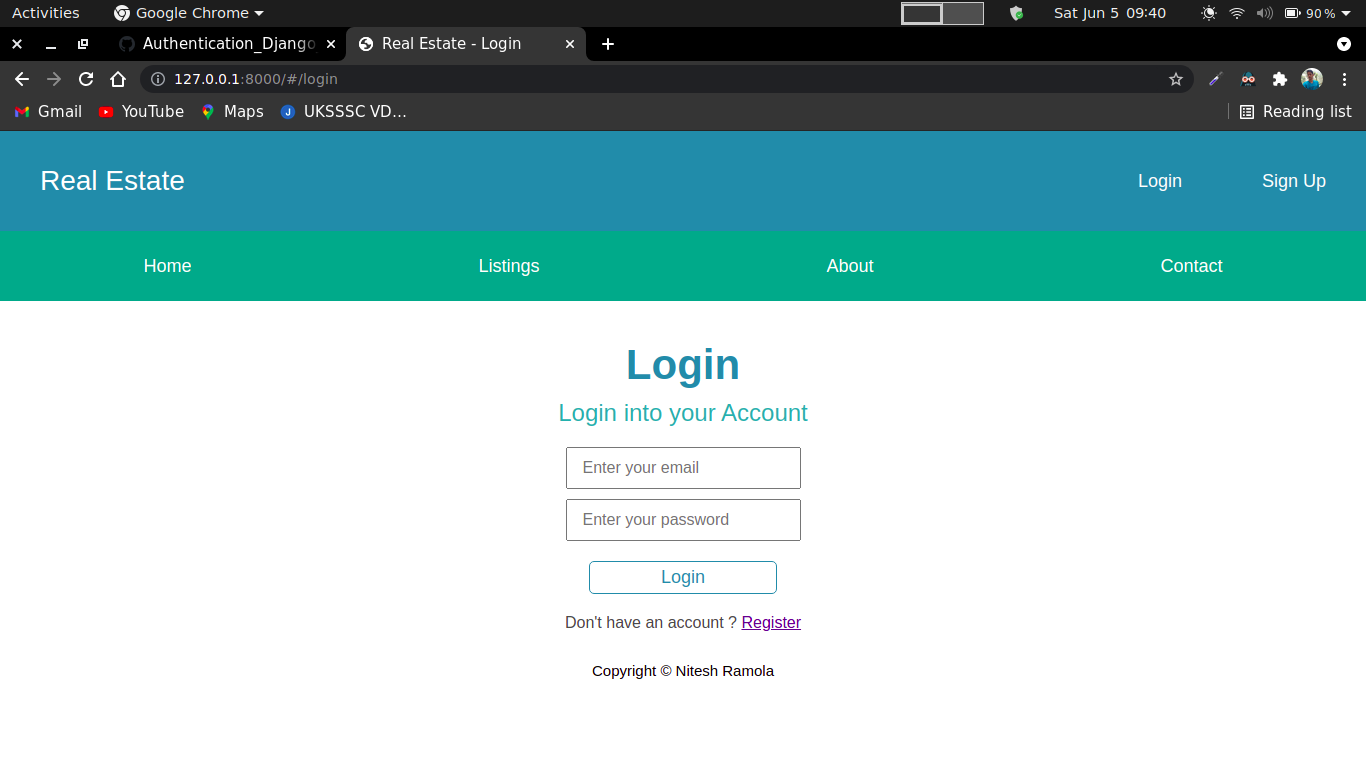 Activities Google Chrome Sat Jun 5 09:40 90 %
Authentication_Django Real Estate - Login
127.0.0.1:8000/#/login
Gmail YouTube Maps J UKSSSC VD... Reading list
Real Estate Login Sign Up
Home Listings About Contact
Login
Login into your Account
Enter your email
Enter your password
Login
Don't have an account ? Register
Copyright © Nitesh Ramola